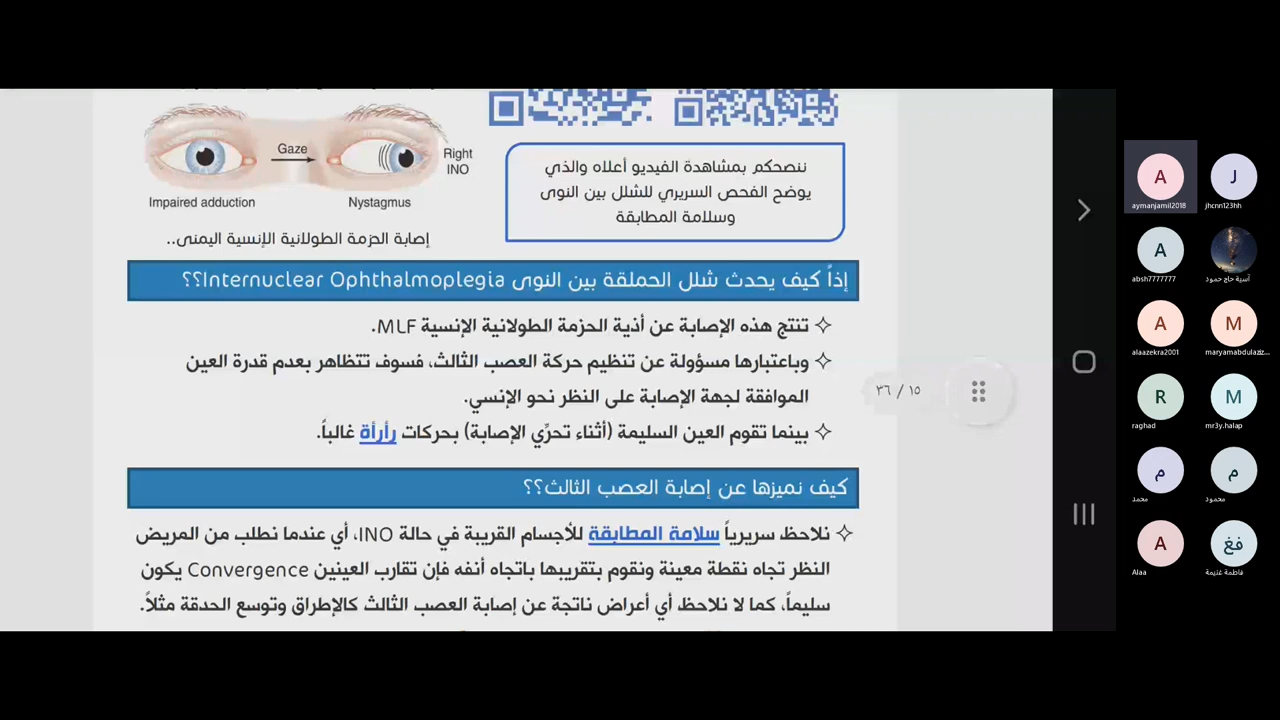 ننصحكم بمشاهدة الفيديو أعلاه والذي
يوضح الفحص السريري للشلل بين النوى
وسلامة المطابقة
Gaze
Right
INO
Impaired adduction
Nystagmus
إصابة الحزمة الطولانية الإنسية اليمنى..
إذاً كيف يحدث شلل الحملقة بين النوى Internuclear Ophthalmoplegia؟؟
✧ تنتج هذه الإصابة عن أذية الحزمة الطولانية الإنسية MLF.
✧ وباعتبارها مسؤولة عن تنظيم حركة العصب الثالث، فسوف تتظاهر بعدم قدرة العين
الموافقة لجهة الإصابة على النظر نحو الإنسي.
✧ بينما تقوم العين السليمة (أثناء تحرِّي الإصابة) بحركات رأرأة غالباً.
كيف نميزها عن إصابة العصب الثالث؟؟
✧ نلاحظ سريرياً سلامة المطابقة للأجسام القريبة في حالة INO، أي عندما نطلب من المريض
النظر تجاه نقطة معينة ونقوم بتقريبها باتجاه أنفه فإن تقارب العينين Convergence يكون
سليماً، كما لا نلاحظ أي أعراض ناتجة عن إصابة العصب الثالث كالإطراق وتوسع الحدقة مثلاً.
١٥ / ٣٦
A
aymanjamil2018
J
jhcnn123hh
A
absh7777777
آسية حاج حمود
A
alaazekra2001
M
maryamabdulaziz...
R
raghad
M
mr3y.halap
م
محمد
م
محمود
A
Alaa
فغ
فاطمة غنيمة